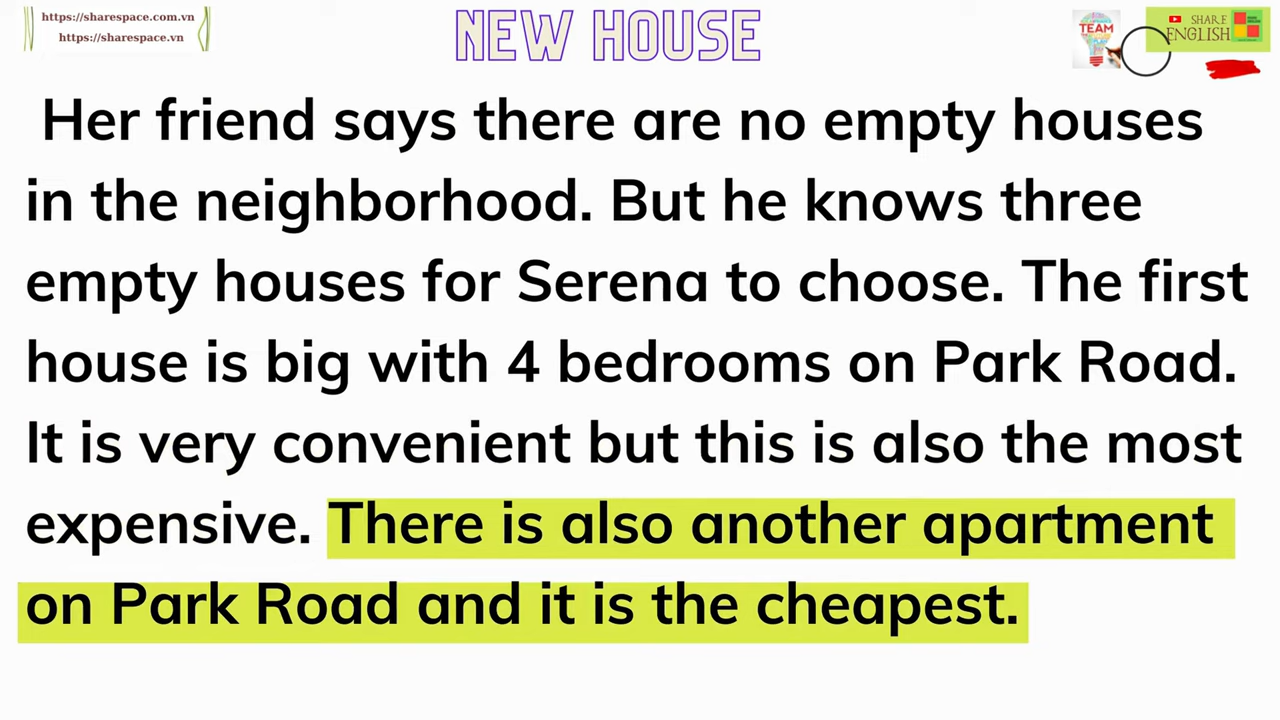 https://sharespace.com.vn
https://sharespace.vn
NEW HOUSE
TEAM
SHARE
ENGLISH
Her friend says there are no empty houses
in the neighborhood. But he knows three
empty houses for Serena to choose. The first
house is big with 4 bedrooms on Park Road.
It is very convenient but this is also the most
expensive. There is also another apartment
on Park Road and it is the cheapest.